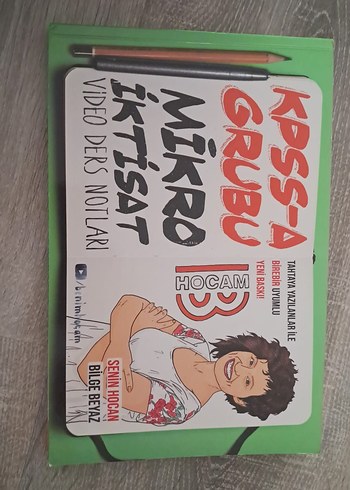 KPSS-A
GRUBU
MİKRO
İKTİSAT
VİDEO DERS NOTLARI
/benimhocam
TAHTAYA YAZILANLAR İLE
BİREBİR UYUMLU
YENİ BASKI!
B
HOCAM
SENİN HOCAN
BİLGE BEYAZ